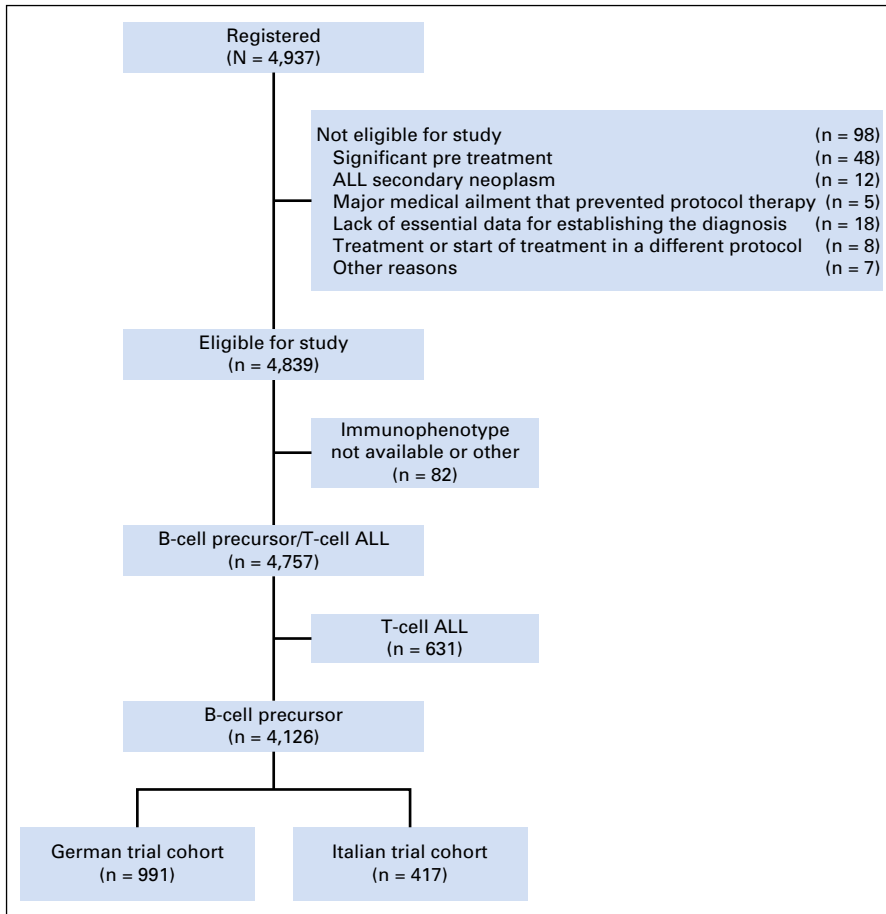 Registered
(N = 4,937)
Not eligible for study (n = 98)
Significant pre treatment (n = 48)
ALL secondary neoplasm (n = 12)
Major medical ailment that prevented protocol therapy (n = 5)
Lack of essential data for establishing the diagnosis (n = 18)
Treatment or start of treatment in a different protocol (n = 8)
Other reasons (n = 7)
Eligible for study
(n = 4,839)
Immunophenotype
not available or other
(n = 82)
B-cell precursor/T-cell ALL
(n = 4,757)
T-cell ALL
(n = 631)
B-cell precursor
(n = 4,126)
German trial cohort
(n = 991)
Italian trial cohort
(n = 417)